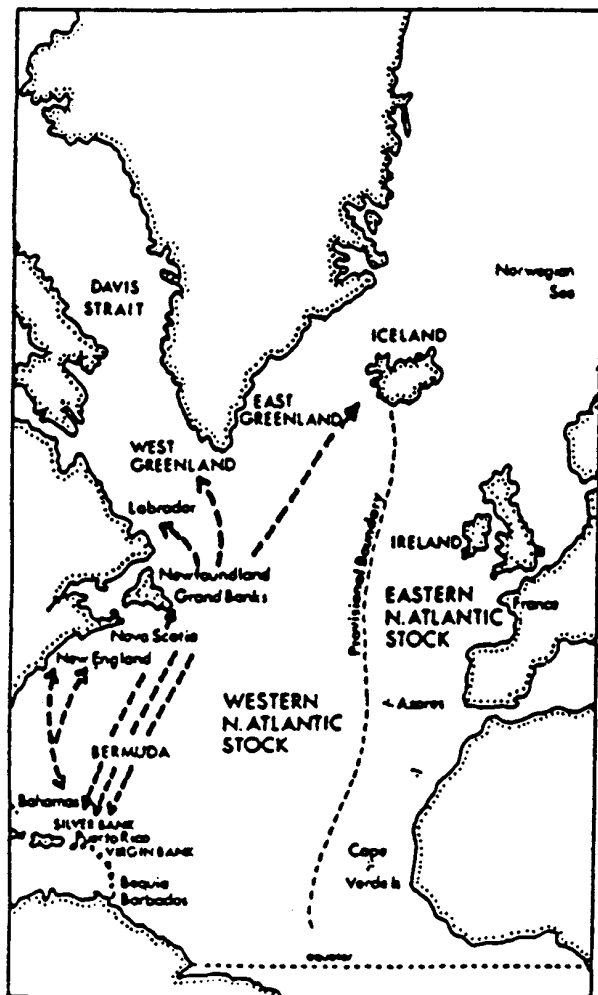 DAVIS
STRAIT
Norwegian
Sea
ICELAND
EAST
GREENLAND
WEST
GREENLAND
Labrador
IRELAND
Newfoundland
Grand Banks
Provisional Boundary
EASTERN
N. ATLANTIC
STOCK
France
Nova Scotia
New England
WESTERN
N. ATLANTIC
STOCK
Azores
BERMUDA
Bahamas
SILVER BANK
Puerto Rico
VIRGIN BANK
Cape
Verde Is
Bequia
Barbados
equator